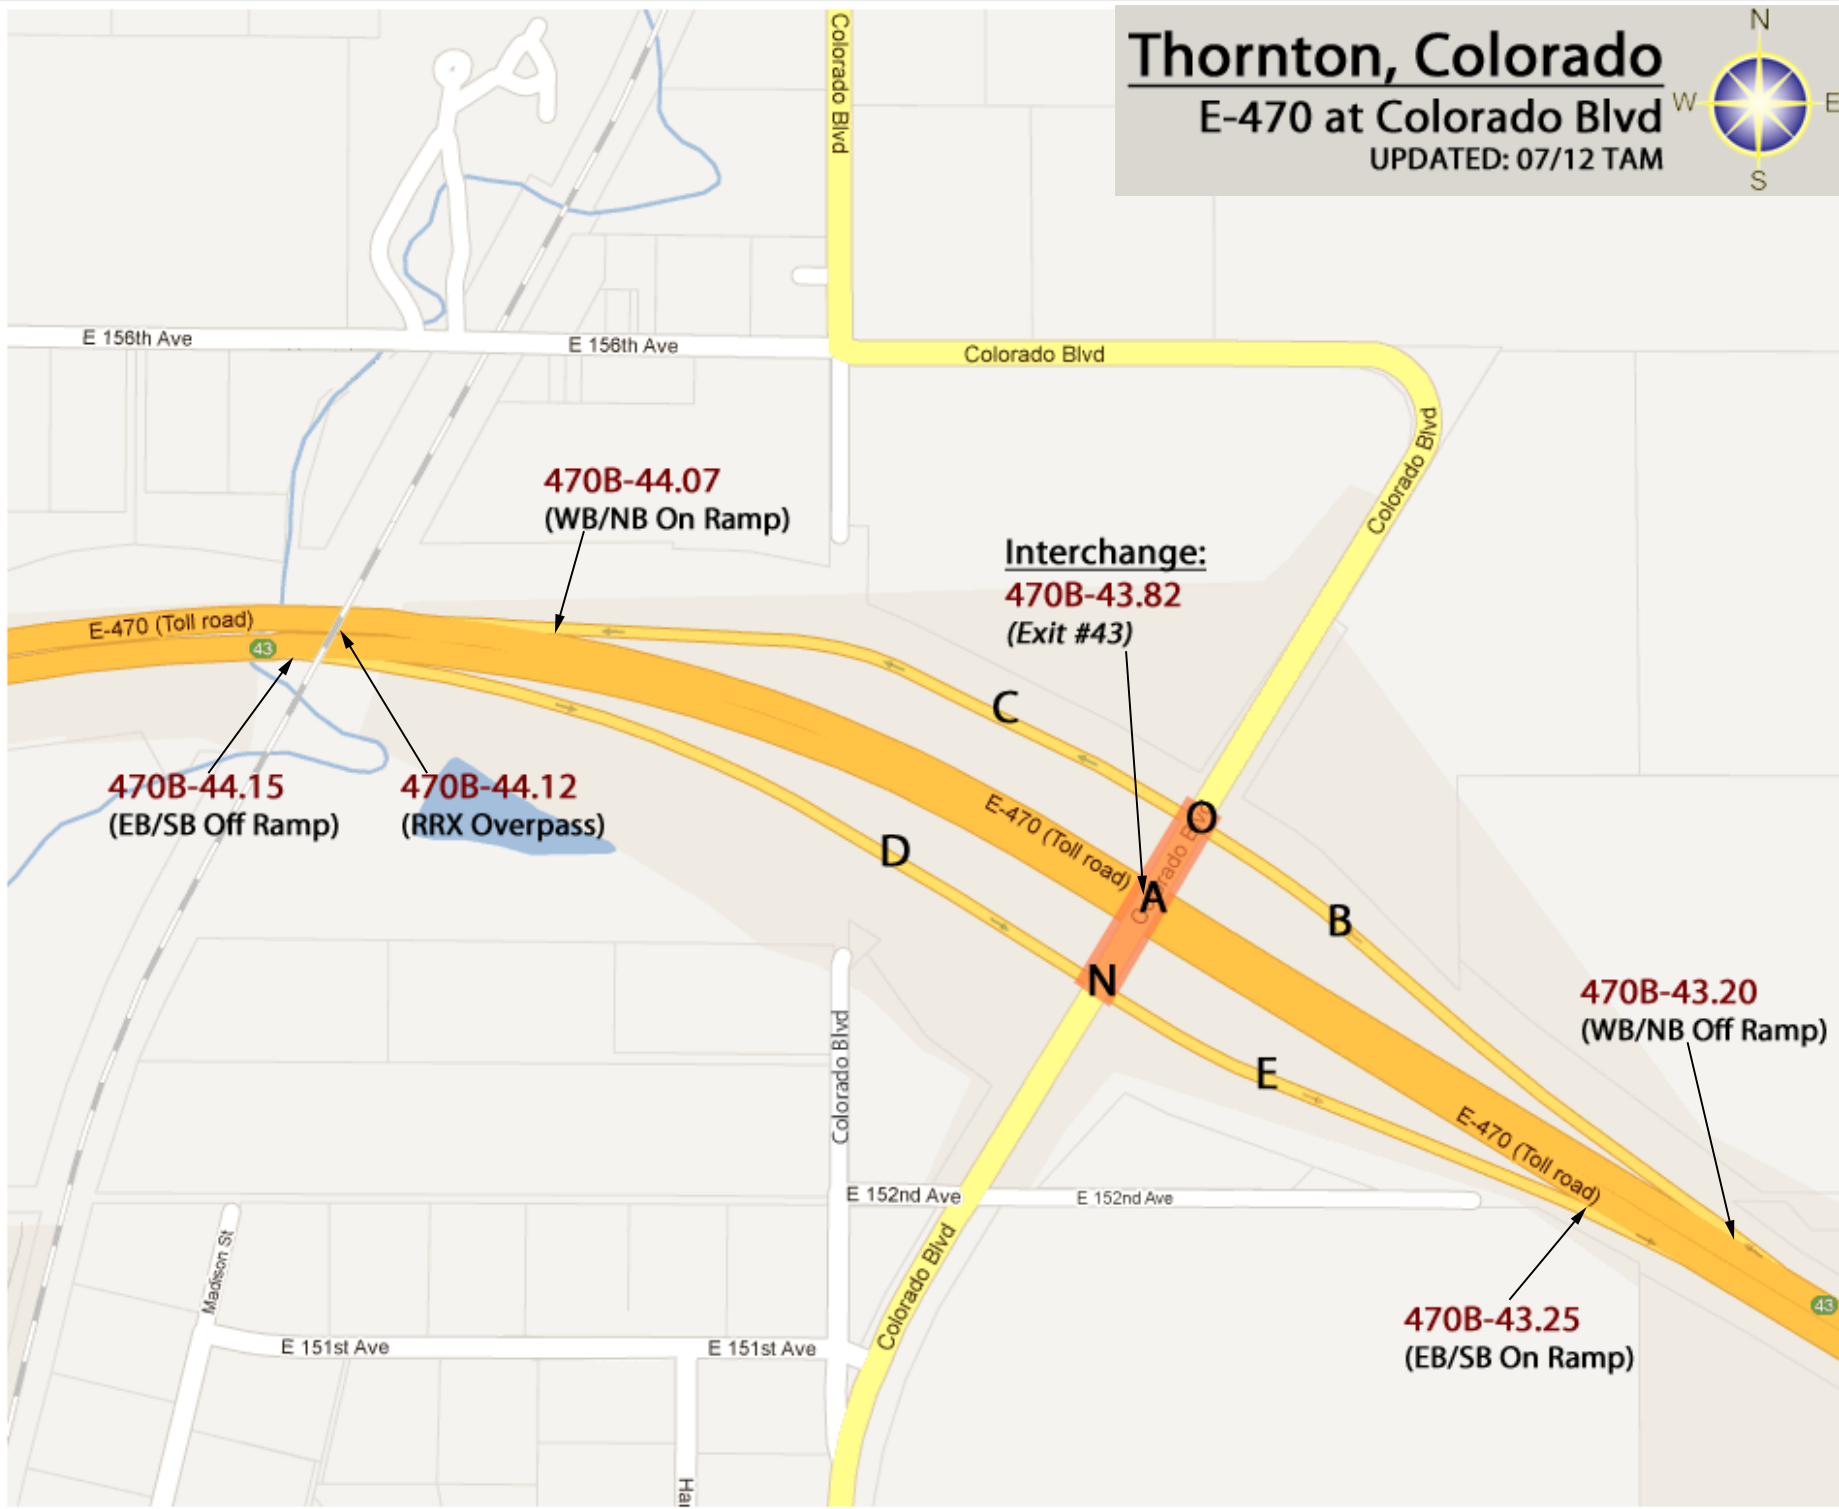 N
Thornton, Colorado
W
E
E-470 at Colorado Blvd
UPDATED: 07/12 TAM
S
Colorado Blvd
E 156th Ave
E 156th Ave
Colorado Blvd
Colorado Blvd
470B-44.07
(WB/NB On Ramp)
Interchange:
470B-43.82
(Exit #43)
E-470 (Toll road)
43
C
470B-44.15
(EB/SB Off Ramp)
470B-44.12
(RRX Overpass)
E-470 (Toll road)
O
D
Colorado Blvd
A
B
N
470B-43.20
(WB/NB Off Ramp)
Colorado Blvd
E
E-470 (Toll road)
E 152nd Ave
E 152nd Ave
Madison St
Colorado Blvd
43
470B-43.25
(EB/SB On Ramp)
E 151st Ave
E 151st Ave
Har